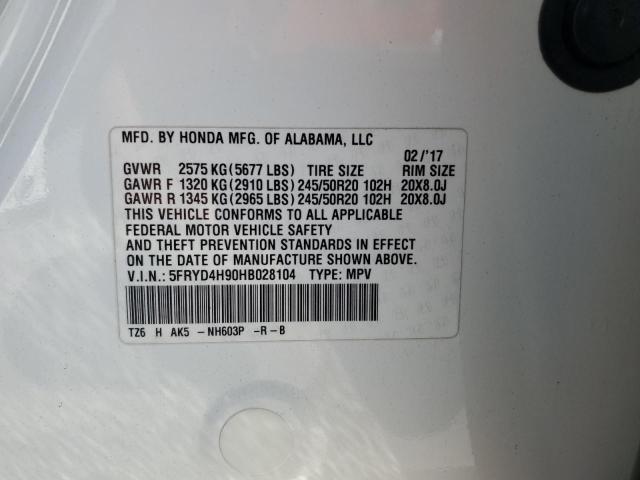 MFD. BY HONDA MFG. OF ALABAMA, LLC
02/'17
GVWR 2575 KG(5677 LBS) TIRE SIZE RIM SIZE
GAWR F 1320 KG(2910 LBS)245/50R20 102H 20X8.0J
GAWR R 1345 KG(2965 LBS)245/50R20 102H 20X8.0J
THIS VEHICLE CONFORMS TO ALL APPLICABLE
FEDERAL MOTOR VEHICLE SAFETY
AND THEFT PREVENTION STANDARDS IN EFFECT
ON THE DATE OF MANUFACTURE SHOWN ABOVE.
V.I.N.: 5FRYD4H90HB028104 TYPE: MPV
TZ6 H AK5 -NH603P -R-B